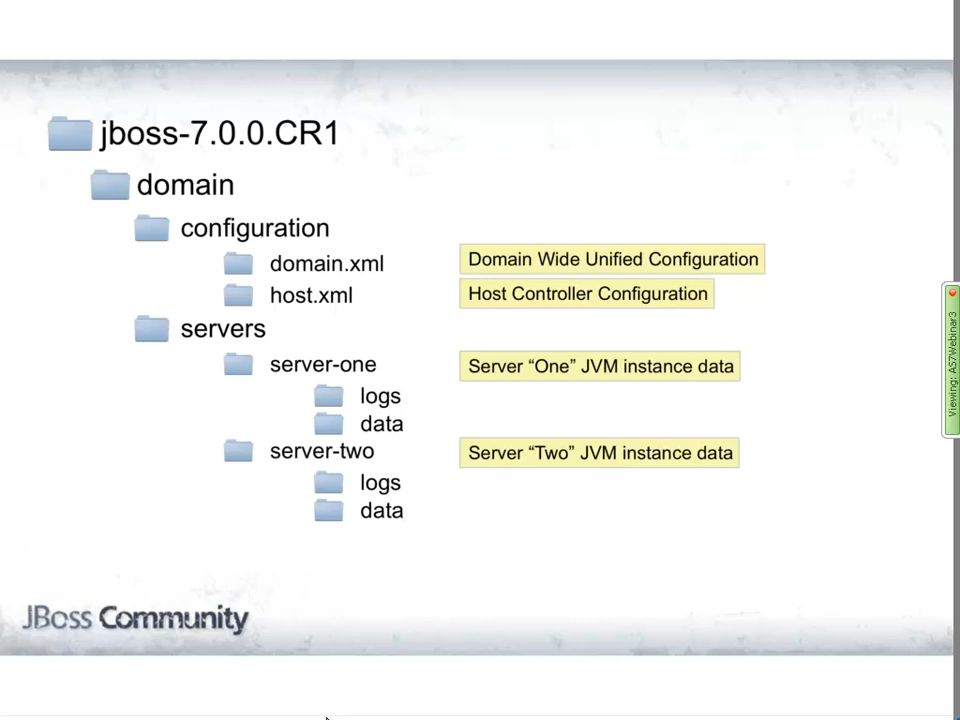 jboss-7.0.0.CR1
domain
configuration
domain.xml
Domain Wide Unified Configuration
host.xml
Host Controller Configuration
servers
server-one
Server “One” JVM instance data
logs
data
server-two
Server “Two” JVM instance data
logs
data
JBoss Community
Viewing: AS7Webinar3